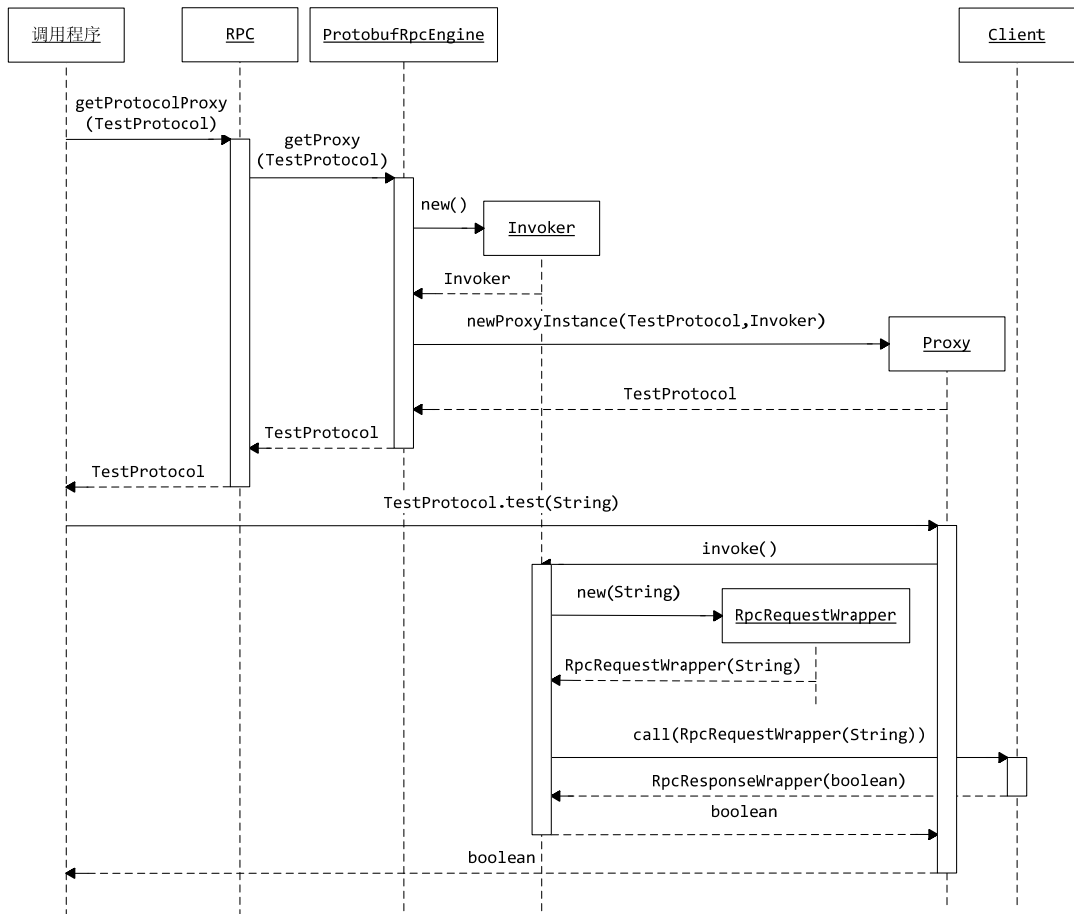 调用程序
RPC
ProtobufRpcEngine
Client
getProtocolProxy
(TestProtocol)
getProxy
(TestProtocol)
new()
Invoker
Invoker
newProxyInstance(TestProtocol,Invoker)
Proxy
TestProtocol
TestProtocol
TestProtocol
TestProtocol.test(String)
invoke()
new(String)
RpcRequestWrapper
RpcRequestWrapper(String)
call(RpcRequestWrapper(String))
RpcResponseWrapper(boolean)
boolean
boolean